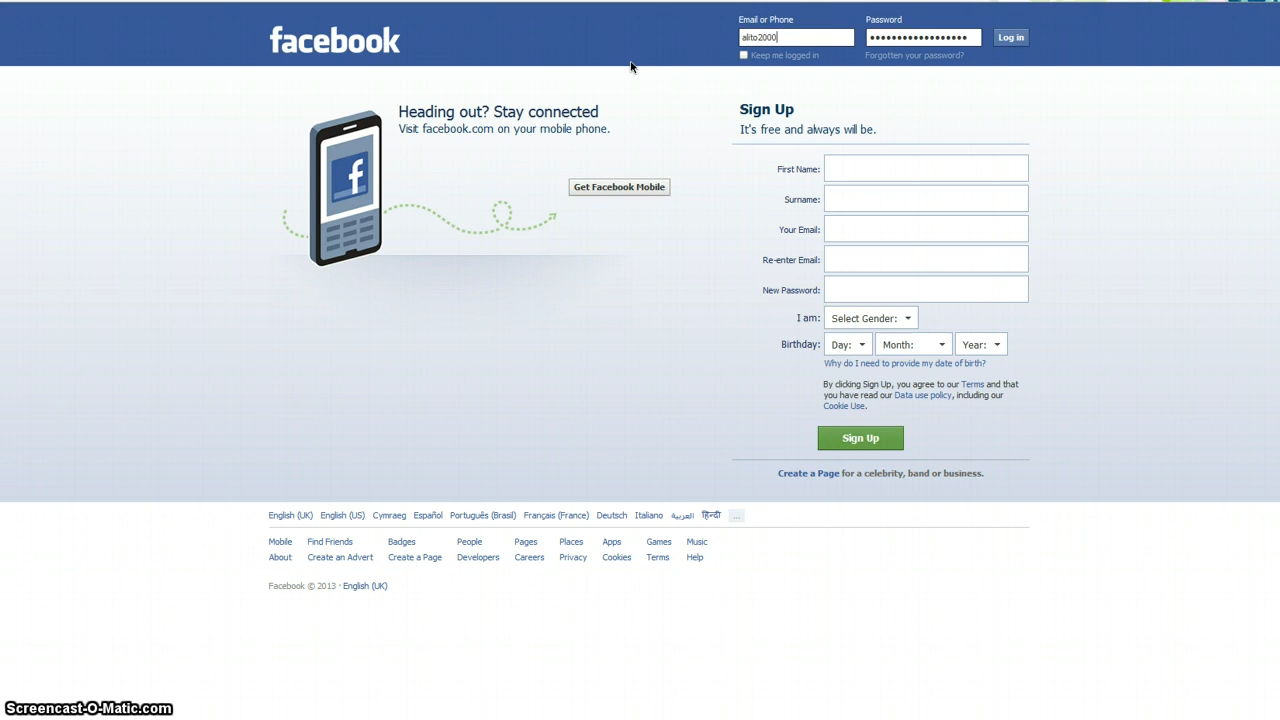 facebook
Email or Phone
Password
alito2000
••••••••••••••••••
Log in
Keep me logged in
Forgotten your password?
Heading out? Stay connected
Visit facebook.com on your mobile phone.
f
Get Facebook Mobile
Sign Up
It's free and always will be.
First Name:
Surname:
Your Email:
Re-enter Email:
New Password:
I am: Select Gender:
Birthday: Day: Month: Year:
Why do I need to provide my date of birth?
By clicking Sign Up, you agree to our Terms and that
you have read our Data use policy, including our
Cookie Use.
Sign Up
Create a Page for a celebrity, band or business.
English (UK) English (US) Cymraeg Español Português (Brasil) Français (France) Deutsch Italiano العربية हिन्दी ...
Mobile Find Friends Badges People Pages Places Apps Games Music
About Create an Advert Create a Page Developers Careers Privacy Cookies Terms Help
Facebook © 2013 · English (UK)
Screencast-O-Matic.com